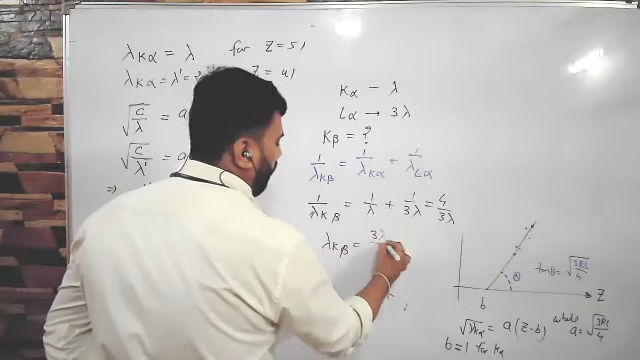 λKα = λ for Z = 51
λKα = λ' = ? Z = 41
√(C/λ) = a
√(C/λ') = a
⇒
Kα – λ
Lα → 3λ
Kβ = ?
1/λKβ = 1/λKα + 1/λLα
1/λKβ = 1/λ + 1/3λ = 4/3λ
λKβ = 3λ
θ
tanθ = √(3RC/4)
b
Z
√νKα = a(Z-b) where a = √(3RC/4)
b = 1 for Kα